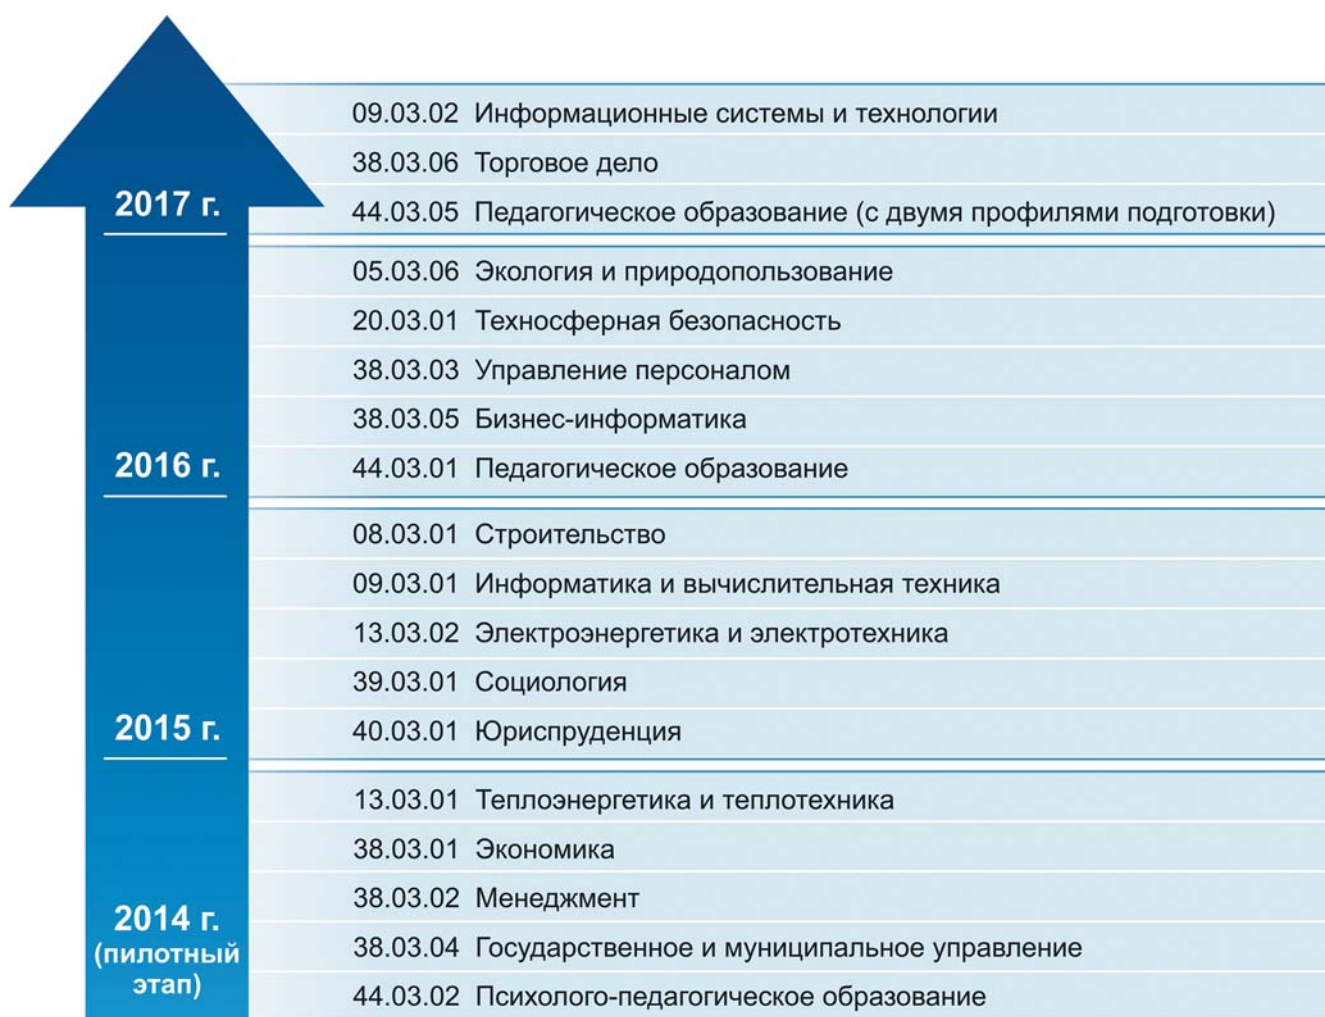 2017 г.
09.03.02 Информационные системы и технологии
38.03.06 Торговое дело
44.03.05 Педагогическое образование (с двумя профилями подготовки)
2016 г.
05.03.06 Экология и природопользование
20.03.01 Техносферная безопасность
38.03.03 Управление персоналом
38.03.05 Бизнес-информатика
44.03.01 Педагогическое образование
2015 г.
08.03.01 Строительство
09.03.01 Информатика и вычислительная техника
13.03.02 Электроэнергетика и электротехника
39.03.01 Социология
40.03.01 Юриспруденция
2014 г.
(пилотный
этап)
13.03.01 Теплоэнергетика и теплотехника
38.03.01 Экономика
38.03.02 Менеджмент
38.03.04 Государственное и муниципальное управление
44.03.02 Психолого-педагогическое образование